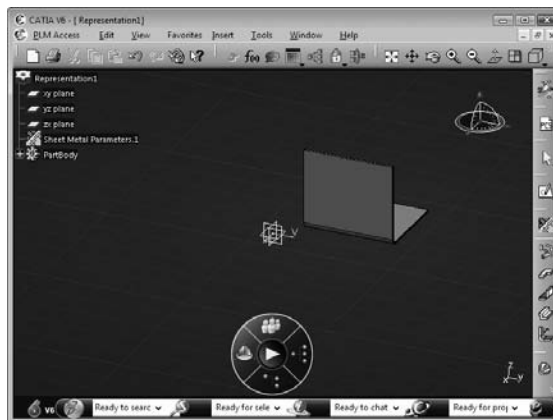 CATIA V6 - [ Representation1]
PLM Access Edit View Favorites Insert Tools Window Help
f(x)
Representation1
xy plane
yz plane
zx plane
Sheet Metal Parameters.1
PartBody
y
z
x y
V6 Ready to searc Ready for sele Ready to chat Ready for proj